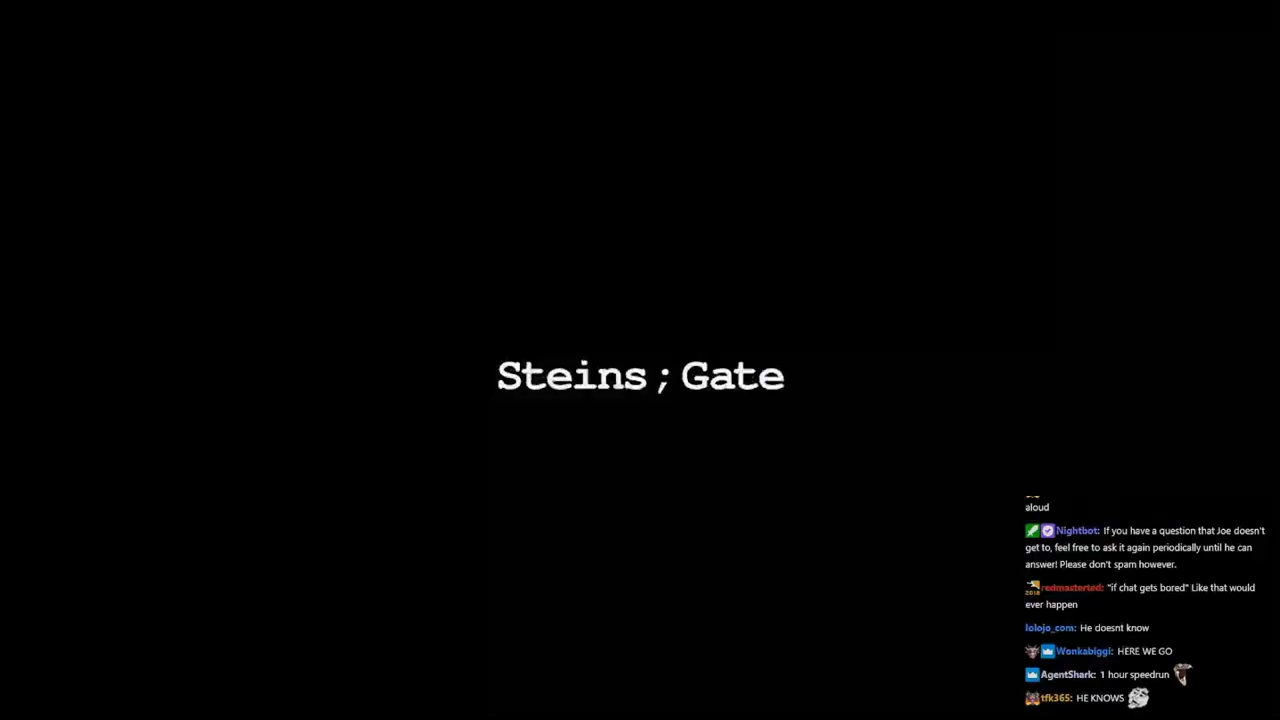 Steins;Gate
aloud
Nightbot: If you have a question that Joe doesn't
get to, feel free to ask it again periodically until he can
answer! Please don't spam however.
redmasterted: "if chat gets bored" Like that would
ever happen
lolojo_com: He doesnt know
Wonkabiggi: HERE WE GO
AgentShark: 1 hour speedrun
tfk365: HE KNOWS